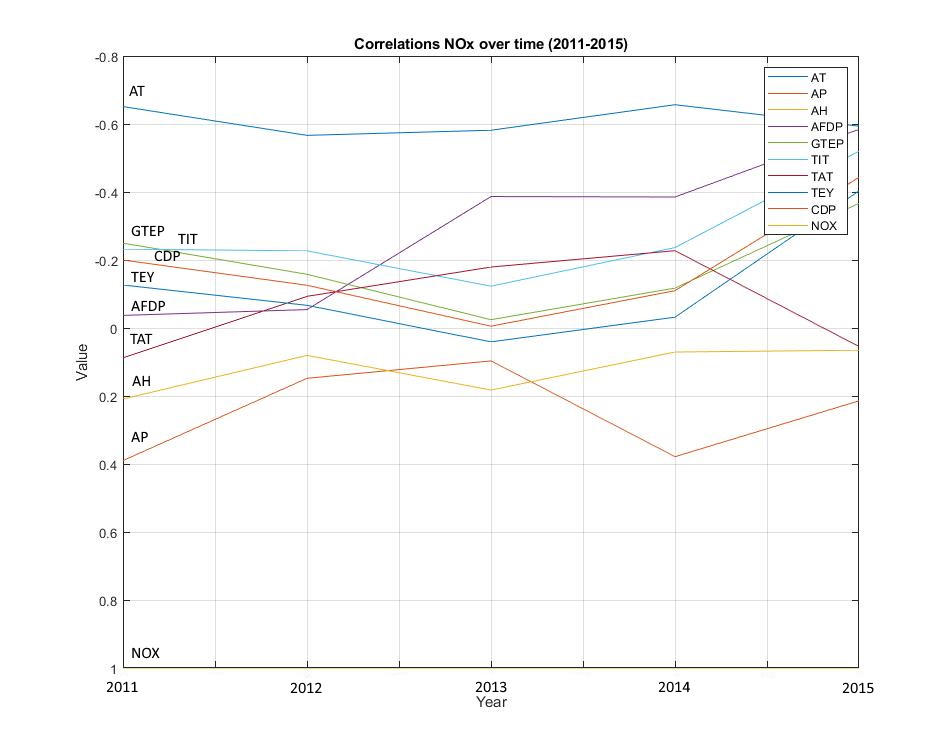 Correlations NOx over time (2011-2015)
-0.8
-0.6
-0.4
-0.2
0
0.2
0.4
0.6
0.8
1
Value
AT
GTEP
TIT
CDP
TEY
AFDP
TAT
AH
AP
NOX
AT
AP
AH
AFDP
GTEP
TIT
TAT
TEY
CDP
NOX
2011 2012 2013 2014 2015
Year